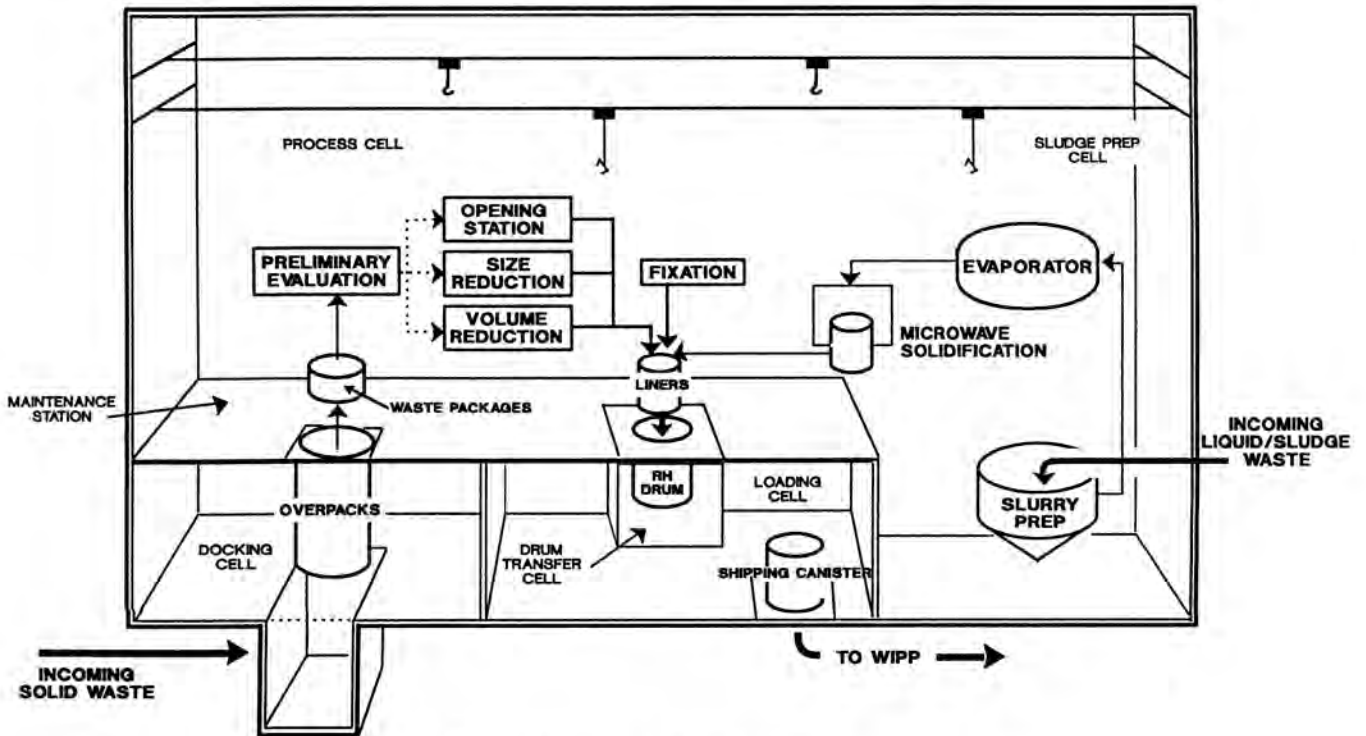 PROCESS CELL
SLUDGE PREP
CELL
OPENING
STATION
PRELIMINARY
EVALUATION
SIZE
REDUCTION
VOLUME
REDUCTION
FIXATION
EVAPORATOR
MICROWAVE
SOLIDIFICATION
LINERS
MAINTENANCE
STATION
WASTE PACKAGES
INCOMING
LIQUID/SLUDGE
WASTE
RH
DRUM
LOADING
CELL
SLURRY
PREP
OVERPACKS
DOCKING
CELL
DRUM
TRANSFER
CELL
SHIPPING CANISTER
INCOMING
SOLID WASTE
TO WIPP